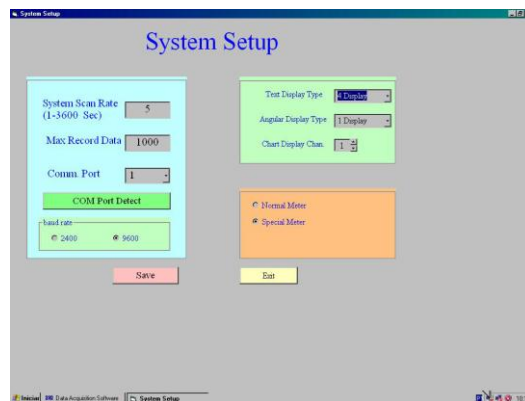 System Setup
System Setup
System Scan Rate
(1-3600 Sec)
5
Max Record Data
1000
Comm. Port
1
COM Port Detect
baud rate
2400
9600
Save
Text Display Type
4 Display
Angular Display Type
1 Display
Chart Display Chan.
1
Normal Meter
Special Meter
Exit
Iniciar
Data Acquisition Software
System Setup